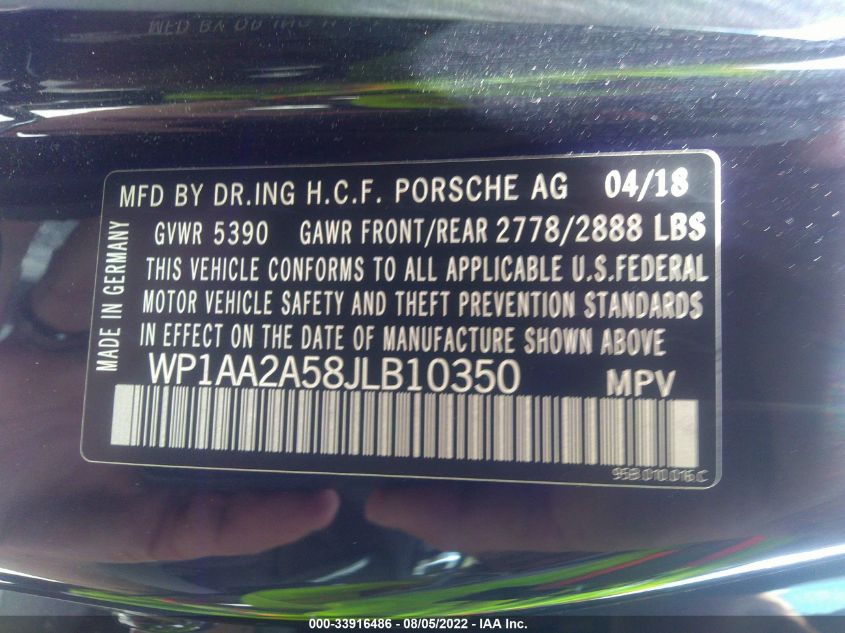 MFD BY DR.ING H.C.F. PORSCHE AG 04/18
GVWR 5390 GAWR FRONT/REAR 2778/2888 LBS
THIS VEHICLE CONFORMS TO ALL APPLICABLE U.S.FEDERAL
MOTOR VEHICLE SAFETY AND THEFT PREVENTION STANDARDS
IN EFFECT ON THE DATE OF MANUFACTURE SHOWN ABOVE
MADE IN GERMANY
WP1AA2A58JLB10350 MPV
000-33916486 - 08/05/2022 - IAA Inc.